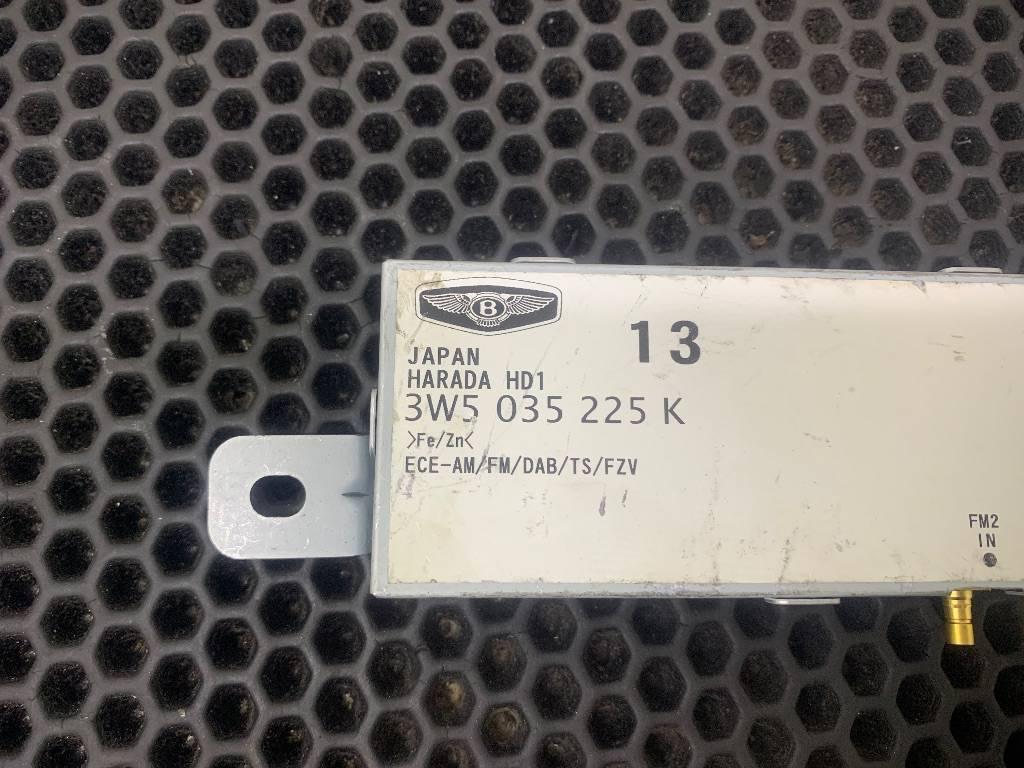 B
13
JAPAN
HARADA HD1
3W5 035 225 K
>Fe/Zn<
ECE-AM/FM/DAB/TS/FZV
FM2
IN